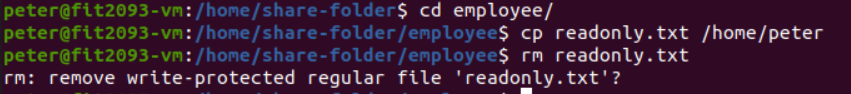 peter@fit2093-vm:/home/share-folder$ cd employee/
peter@fit2093-vm:/home/share-folder/employee$ cp readonly.txt /home/peter
peter@fit2093-vm:/home/share-folder/employee$ rm readonly.txt
rm: remove write-protected regular file 'readonly.txt'?